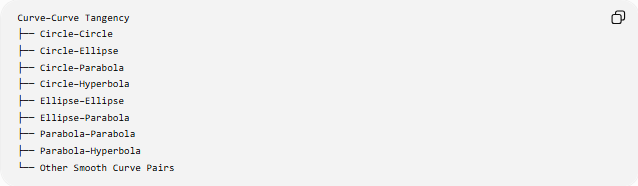 Curve–Curve Tangency
├── Circle–Circle
├── Circle–Ellipse
├── Circle–Parabola
├── Circle–Hyperbola
├── Ellipse–Ellipse
├── Ellipse–Parabola
├── Parabola–Parabola
├── Parabola–Hyperbola
└── Other Smooth Curve Pairs